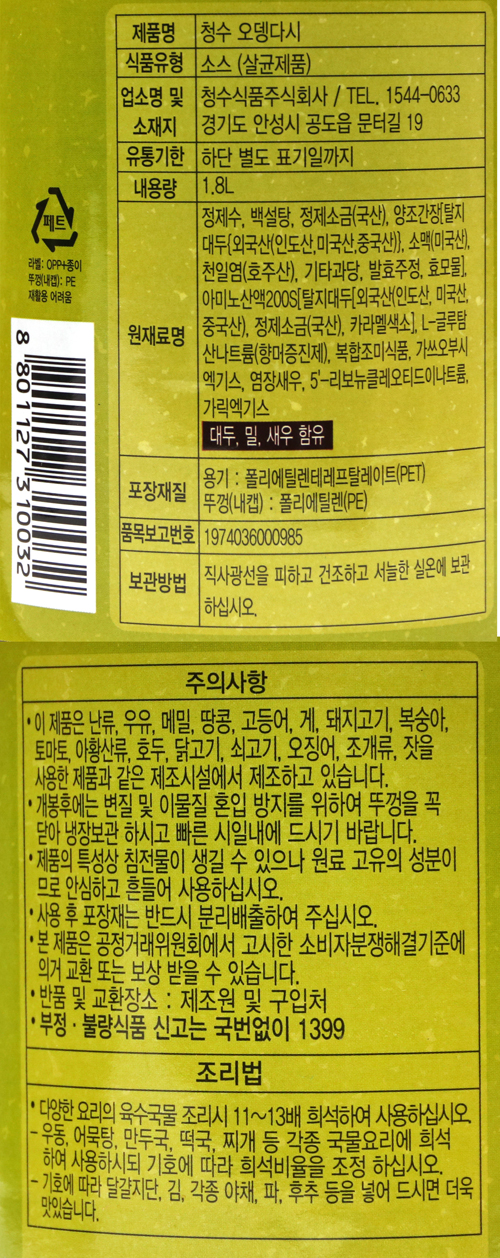 제품명 청수 오뎅다시
식품유형 소스 (살균제품)
업소명 및 소재지 청수식품주식회사 / TEL. 1544-0633
경기도 안성시 공도읍 문터길 19
유통기한 하단 별도 표기일까지
내용량 1.8L
원재료명 정제수, 백설탕, 정제소금(국산), 양조간장[탈지
대두{외국산(인도산,미국산,중국산)}, 소맥(미국산),
천일염(호주산), 기타과당, 발효주정, 효모물],
아미노산액200S[탈지대두[외국산(인도산, 미국산,
중국산), 정제소금(국산), 카라멜색소], L-글루탐
산나트륨(향머증진제), 복합조미식품, 가쓰오부시
엑기스, 염장새우, 5'-리보뉴클레오티드이나트륨,
가릭엑기스
대두, 밀, 새우 함유
포장재질 용기 : 폴리에틸렌테레프탈레이트(PET)
뚜껑(내캡) : 폴리에틸렌(PE)
품목보고번호 1974036000985
보관방법 직사광선을 피하고 건조하고 서늘한 실온에 보관
하십시오.
페트
라벨: OPP+종이
뚜껑(내캡): PE
재활용 어려움
8 801127 310032
주의사항
• 이 제품은 난류, 우유, 메밀, 땅콩, 고등어, 게, 돼지고기, 복숭아,
토마토, 아황산류, 호두, 닭고기, 쇠고기, 오징어, 조개류, 잣을
사용한 제품과 같은 제조시설에서 제조하고 있습니다.
• 개봉후에는 변질 및 이물질 혼입 방지를 위하여 뚜껑을 꼭
닫아 냉장보관 하시고 빠른 시일내에 드시기 바랍니다.
• 제품의 특성상 침전물이 생길 수 있으나 원료 고유의 성분이
므로 안심하고 흔들어 사용하십시오.
• 사용 후 포장재는 반드시 분리배출하여 주십시오.
• 본 제품은 공정거래위원회에서 고시한 소비자분쟁해결기준에
의거 교환 또는 보상 받을 수 있습니다.
• 반품 및 교환장소 : 제조원 및 구입처
• 부정 · 불량식품 신고는 국번없이 1399
조리법
• 다양한 요리의 육수국물 조리시 11~13배 희석하여 사용하십시오.
- 우동, 어묵탕, 만두국, 떡국, 찌개 등 각종 국물요리에 희석
하여 사용하시되 기호에 따라 희석비율을 조정 하십시오.
- 기호에 따라 달걀지단, 김, 각종 야채, 파, 후추 등을 넣어 드시면 더욱
맛있습니다.